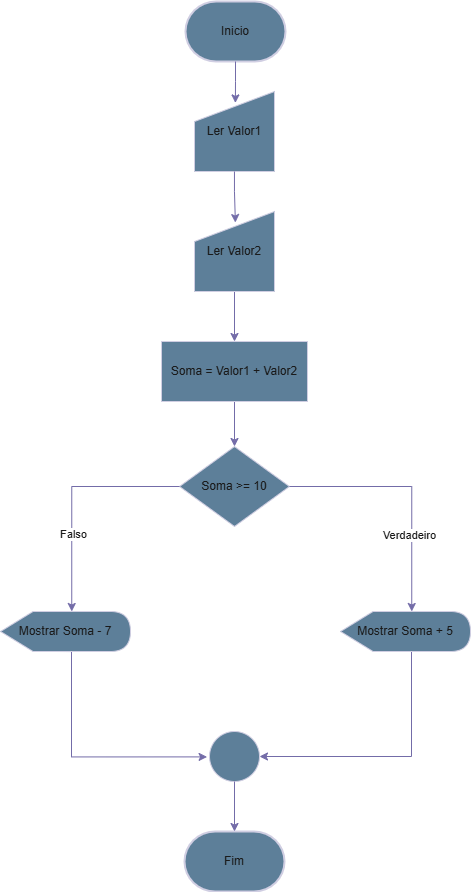 Inicio
Ler Valor1
Ler Valor2
Soma = Valor1 + Valor2
Soma >= 10
Falso
Verdadeiro
Mostrar Soma - 7
Mostrar Soma + 5
Fim